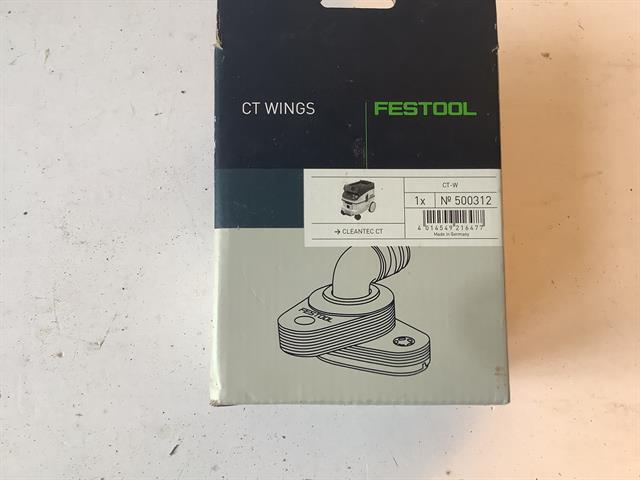 CT WINGS
FESTOOL
CT-W
1x
Nº 500312
→ CLEANTEC CT
4 014549 216477
Made in Germany
FESTOOL